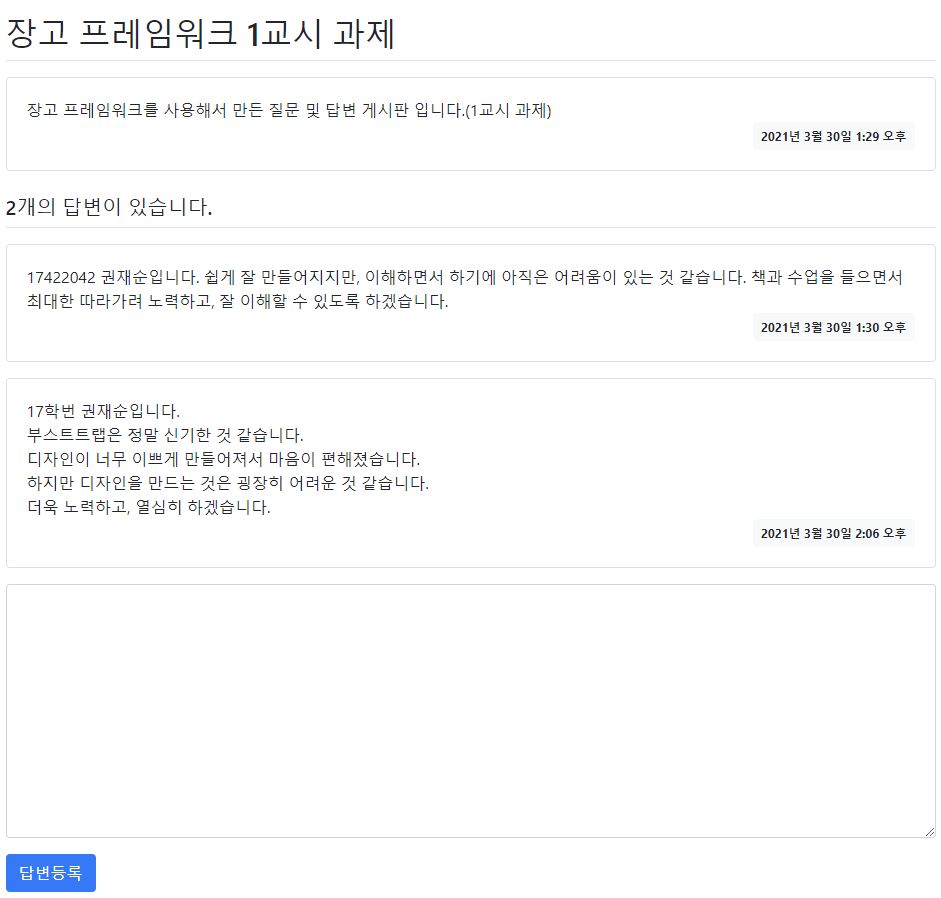 장고 프레임워크 1교시 과제
장고 프레임워크를 사용해서 만든 질문 및 답변 게시판 입니다.(1교시 과제)
2021년 3월 30일 1:29 오후
2개의 답변이 있습니다.
17422042 권재순입니다. 쉽게 잘 만들어지지만, 이해하면서 하기에 아직은 어려움이 있는 것 같습니다. 책과 수업을 들으면서
최대한 따라가려 노력하고, 잘 이해할 수 있도록 하겠습니다.
2021년 3월 30일 1:30 오후
17학번 권재순입니다.
부스트트랩은 정말 신기한 것 같습니다.
디자인이 너무 이쁘게 만들어져서 마음이 편해졌습니다.
하지만 디자인을 만드는 것은 굉장히 어려운 것 같습니다.
더욱 노력하고, 열심히 하겠습니다.
2021년 3월 30일 2:06 오후
답변등록